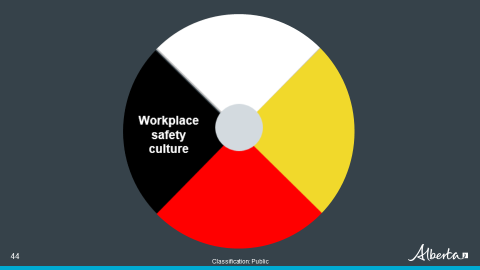 Workplace
safety
culture
44
Classification: Public
Alberta